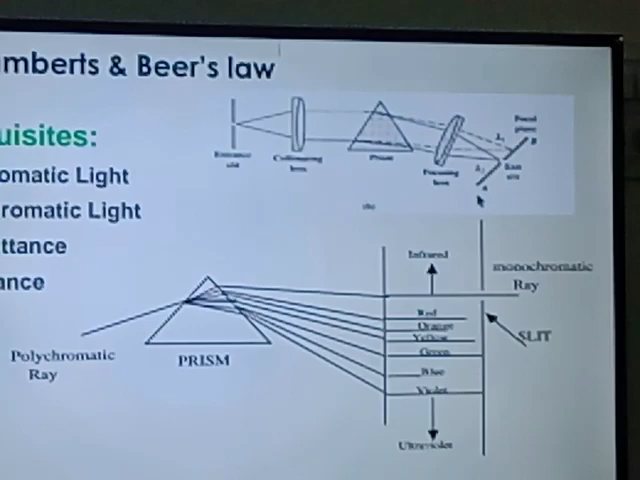 mberts & Beer's law
uisites:
omatic Light
romatic Light
ttance
ance
Entrance
slit
Collimating
lens
Prism
Focusing
lens
Focal
plane
B
Exit
slit
A
Infrared
monochromatic
Ray
Red
Orange
Yellow
SLIT
Green
Blue
Violet
Ultraviolet
Polychromatic
Ray
PRISM